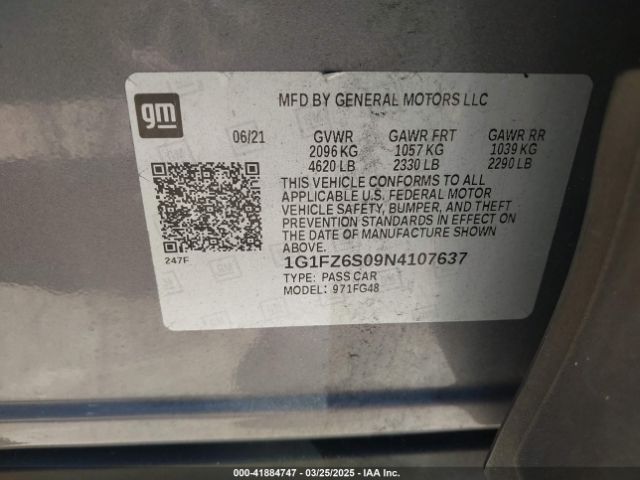 gm
MFD BY GENERAL MOTORS LLC
06/21 GVWR GAWR FRT GAWR RR
2096 KG 1057 KG 1039 KG
4620 LB 2330 LB 2290 LB
THIS VEHICLE CONFORMS TO ALL
APPLICABLE U.S. FEDERAL MOTOR
VEHICLE SAFETY, BUMPER, AND THEFT
PREVENTION STANDARDS IN EFFECT ON
THE DATE OF MANUFACTURE SHOWN
ABOVE.
247F
1G1FZ6S09N4107637
TYPE: PASS CAR
MODEL: 971FG48
000-41884747 — 03/25/2025 — IAA Inc.